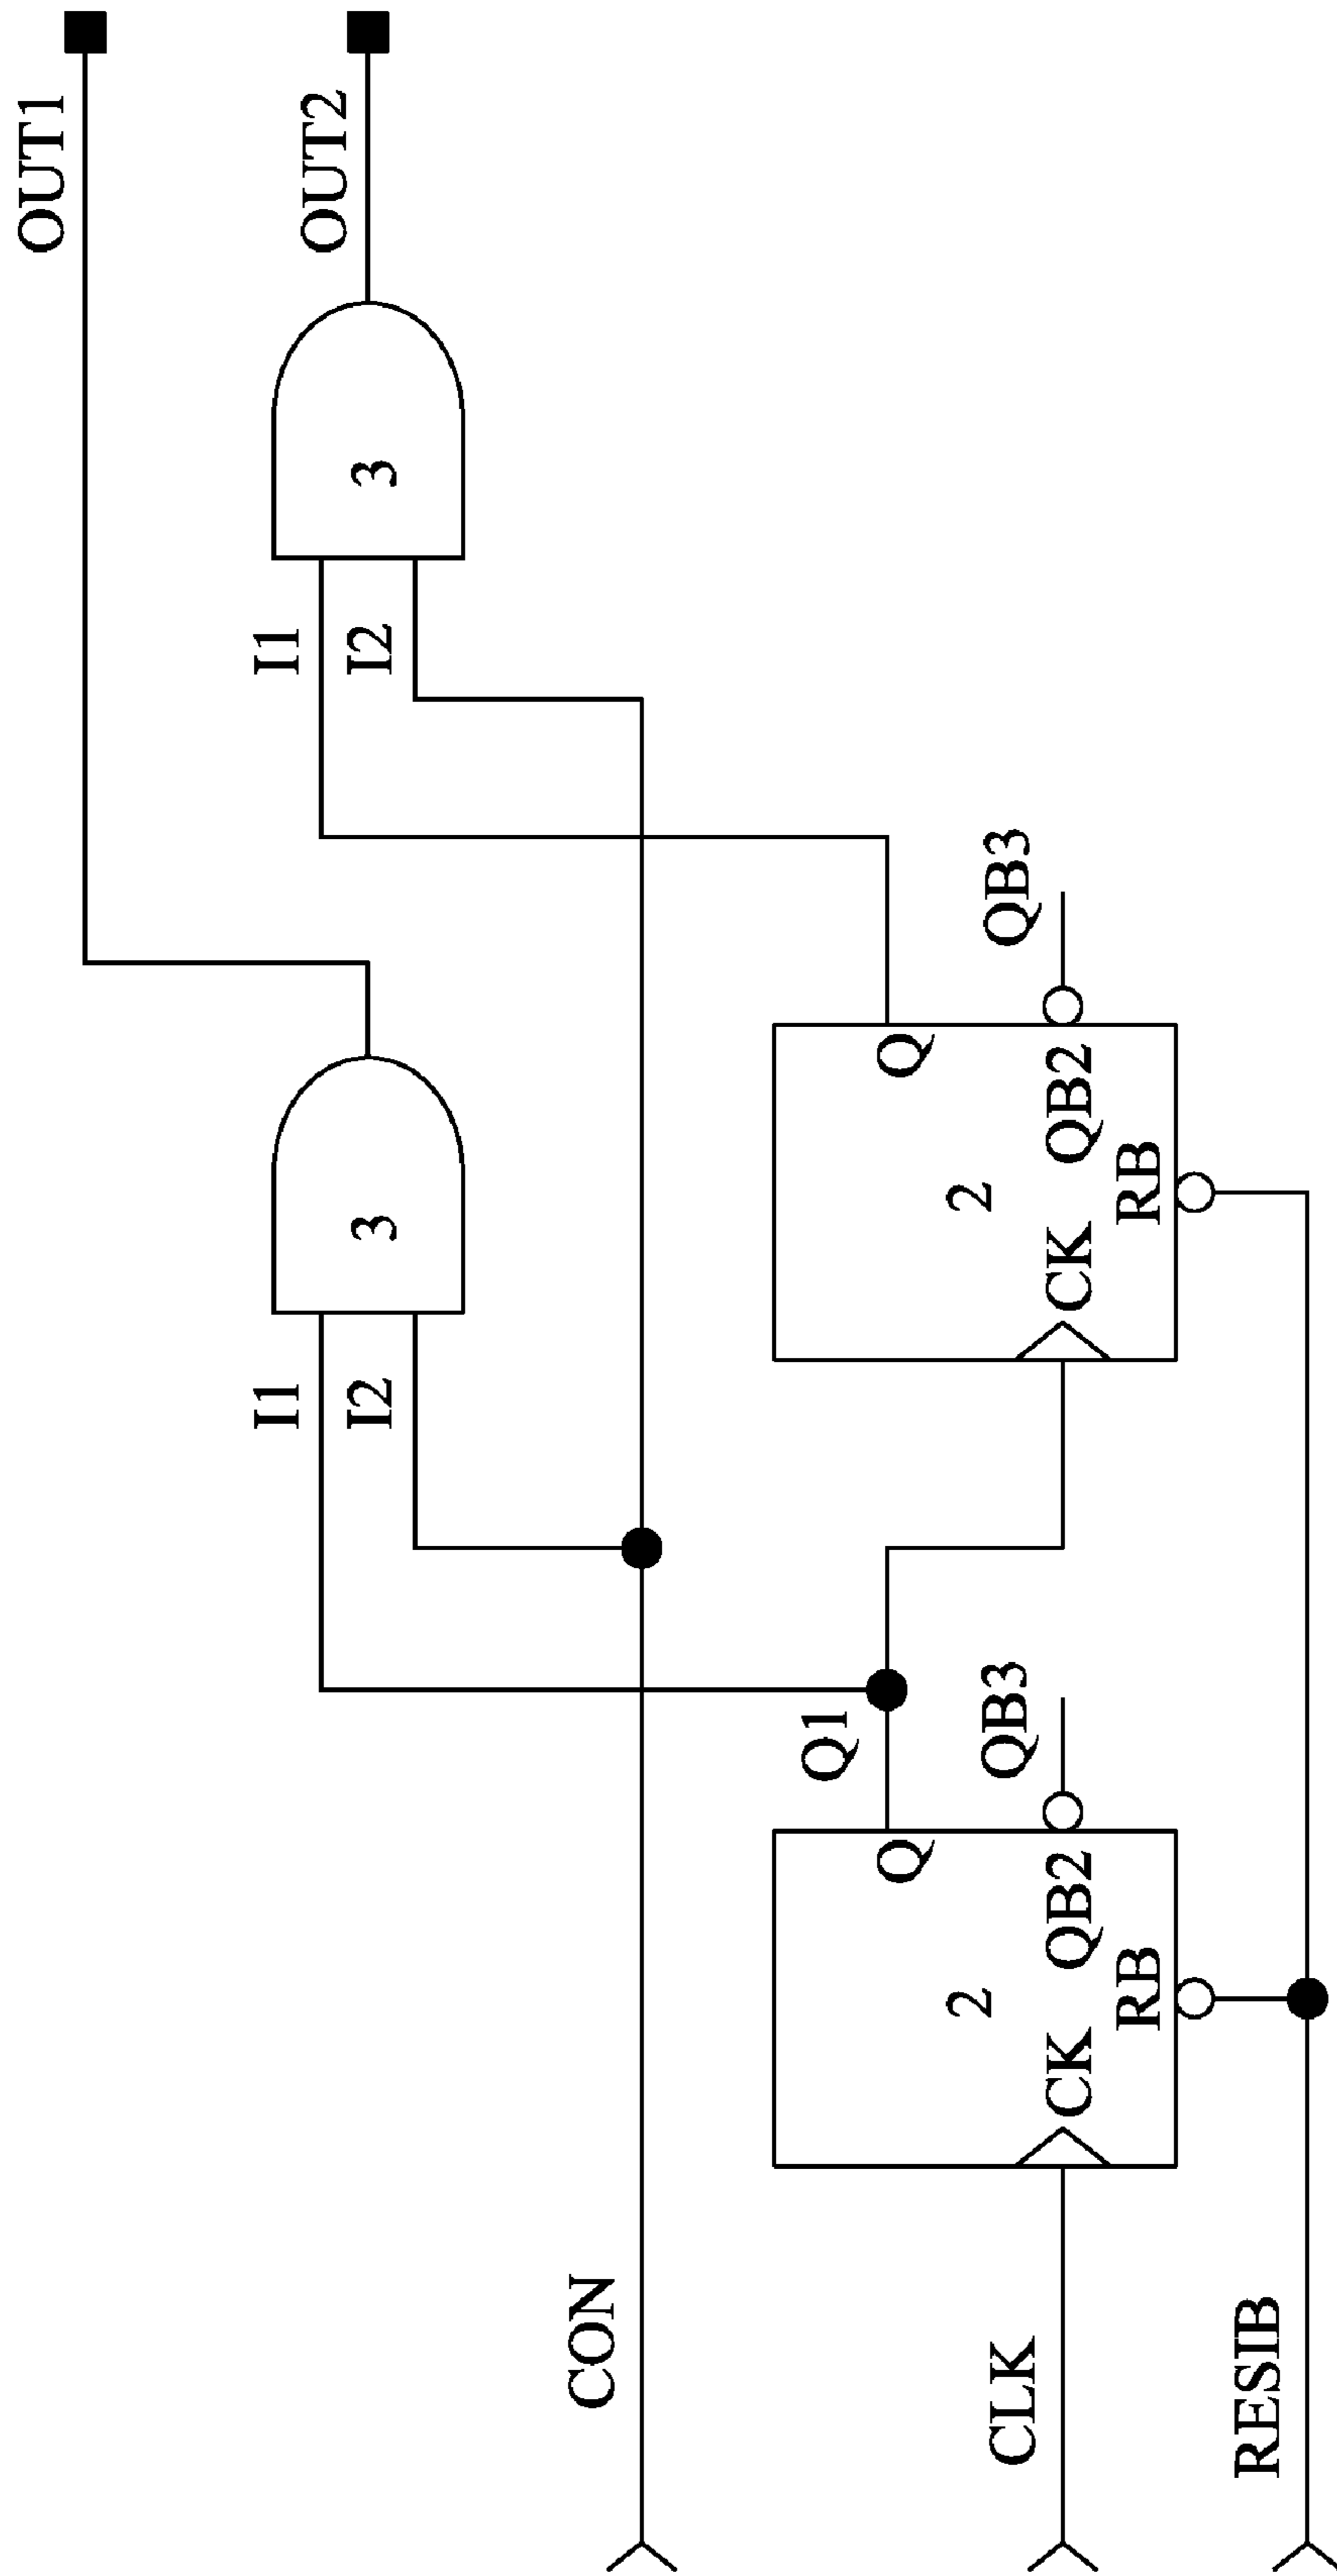 OUT1
OUT2
3
I1
I2
3
I1
I2
CON
Q1
Q
QB3
2
QB2
CK
RB
Q
QB3
2
QB2
CK
RB
CLK
RESIB